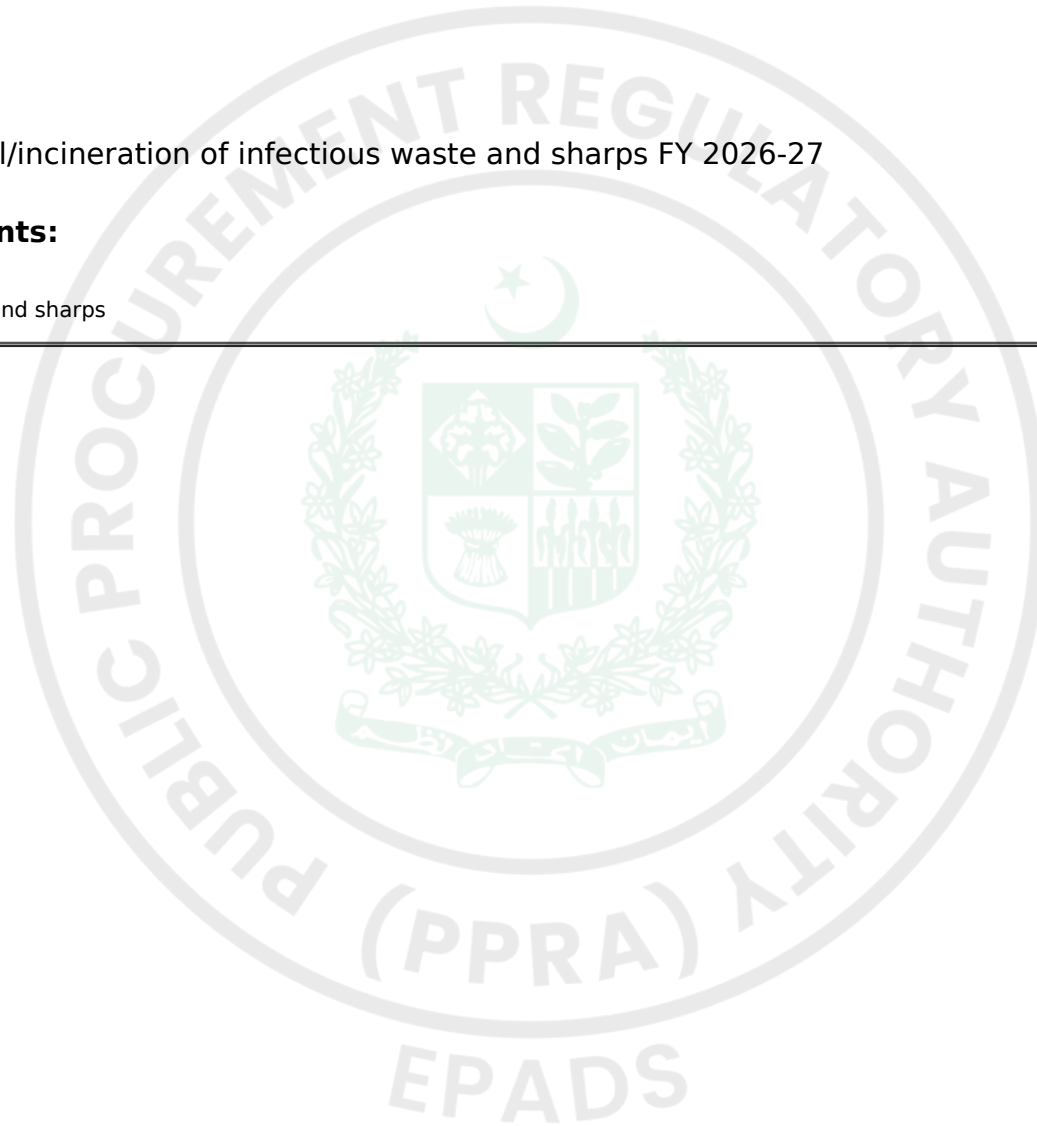 l/incineration of infectious waste and sharps FY 2026-27
nts:
nd sharps
PUBLIC PROCUREMENT REGULATORY AUTHORITY
(PPRA)
EPADS